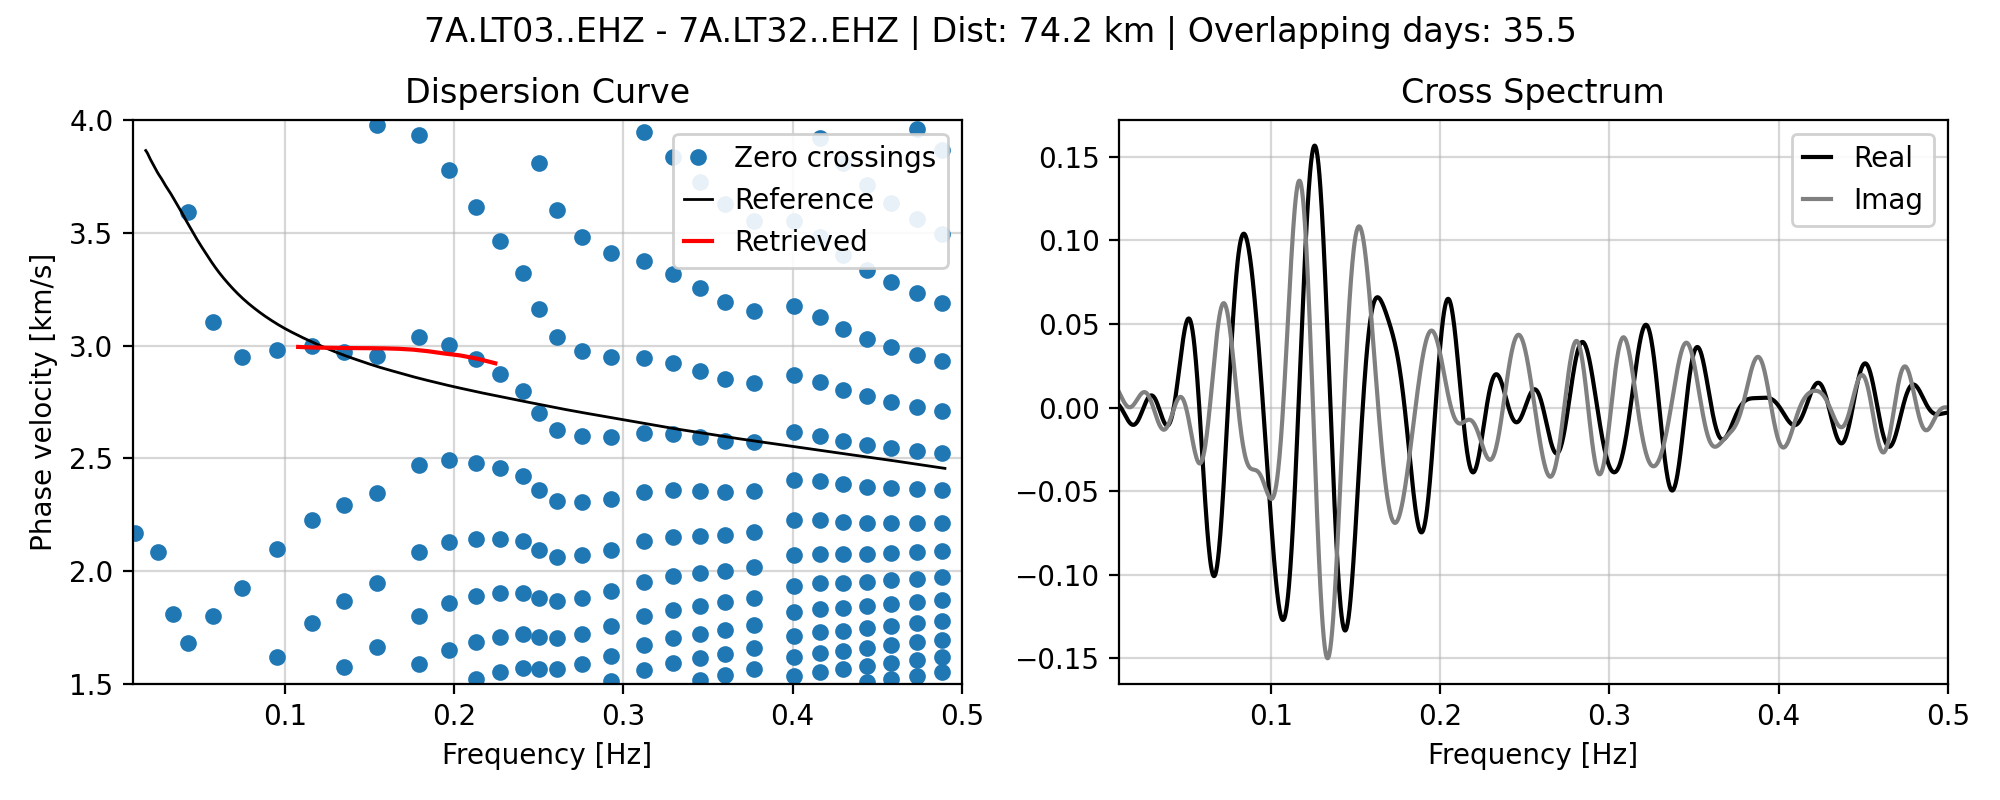 7A.LT03..EHZ - 7A.LT32..EHZ | Dist: 74.2 km | Overlapping days: 35.5
Dispersion Curve
Cross Spectrum
Phase velocity [km/s]
4.0
3.5
3.0
2.5
2.0
1.5
0.1
0.2
0.3
0.4
0.5
Frequency [Hz]
Zero crossings
Reference
Retrieved
0.15
0.10
0.05
0.00
−0.05
−0.10
−0.15
0.1
0.2
0.3
0.4
0.5
Frequency [Hz]
Real
Imag